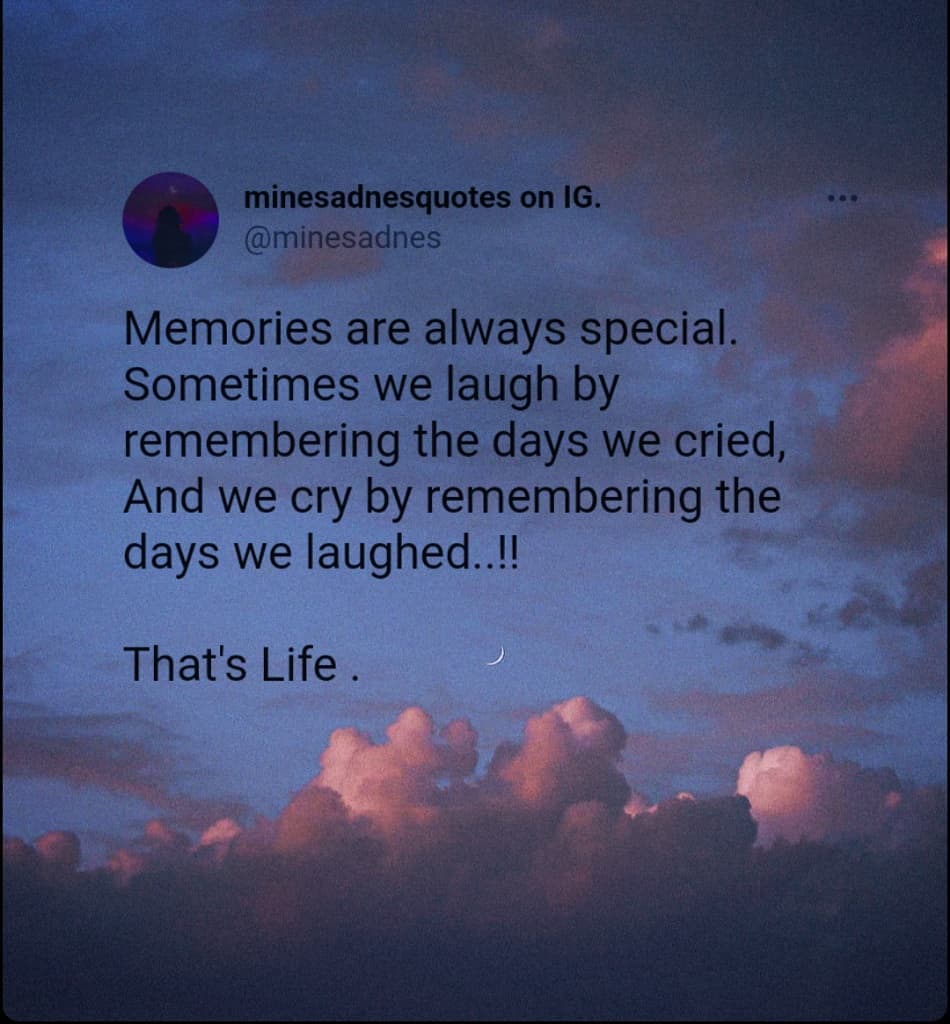 minesadnesquotes on IG.
@minesadnes
Memories are always special.
Sometimes we laugh by
remembering the days we cried,
And we cry by remembering the
days we laughed..!!
That's Life .